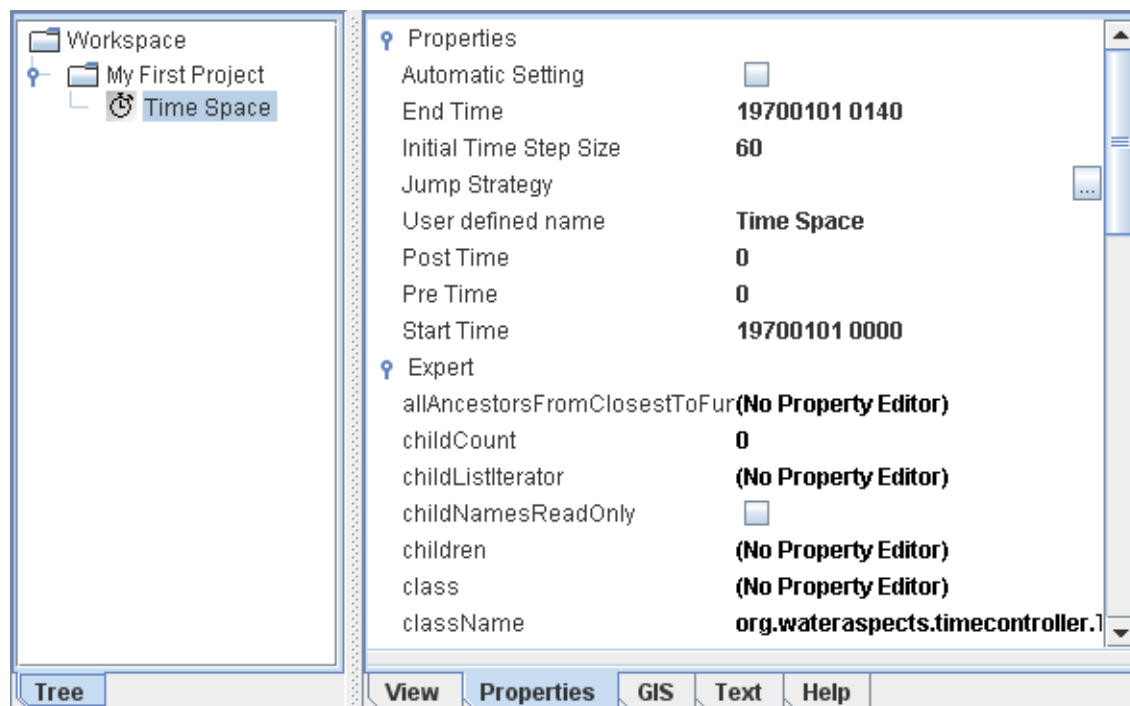 Workspace
My First Project
Time Space
Tree
Properties
Automatic Setting
End Time 19700101 0140
Initial Time Step Size 60
Jump Strategy ...
User defined name Time Space
Post Time 0
Pre Time 0
Start Time 19700101 0000
Expert
allAncestorsFromClosestToFur (No Property Editor)
childCount 0
childListIterator (No Property Editor)
childNamesReadOnly
children (No Property Editor)
class (No Property Editor)
className org.wateraspects.timecontroller.
View Properties GIS Text Help